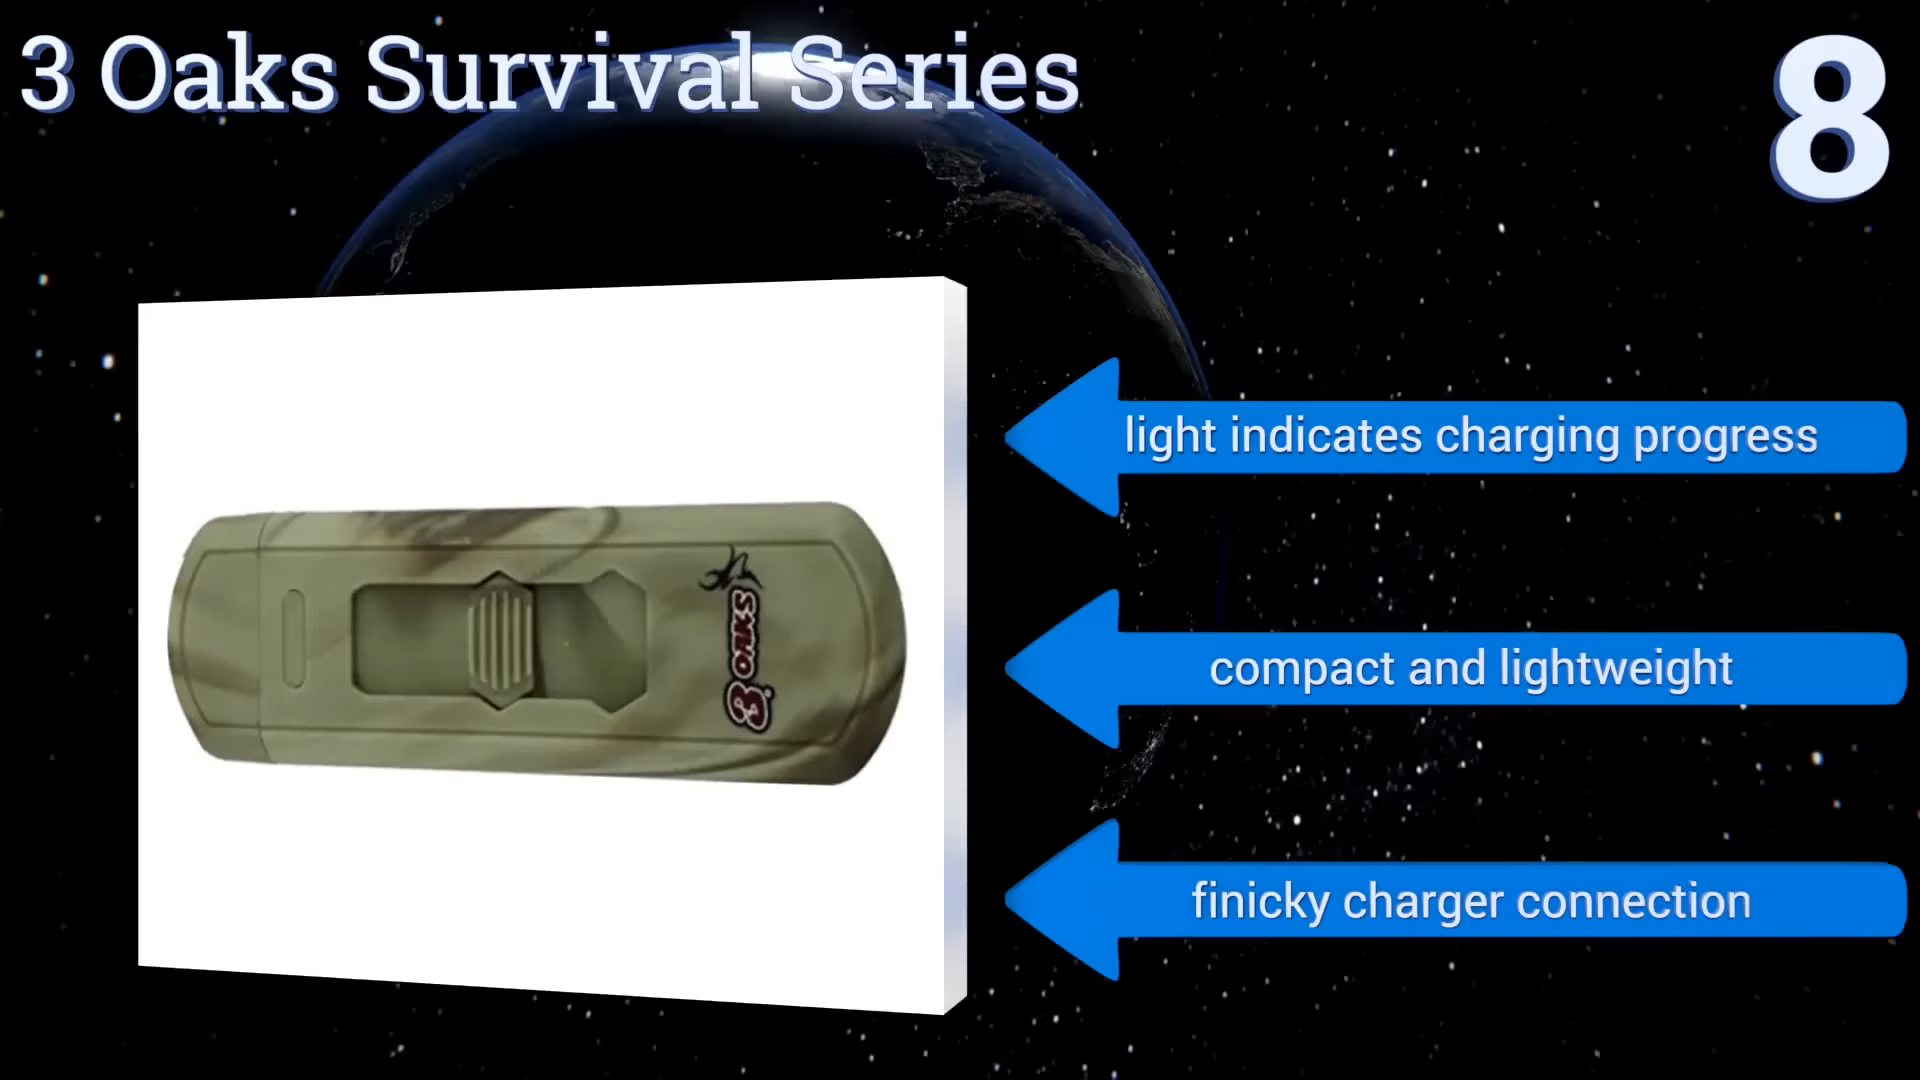 3 Oaks Survival Series
8
light indicates charging progress
compact and lightweight
finicky charger connection
3 OAKS